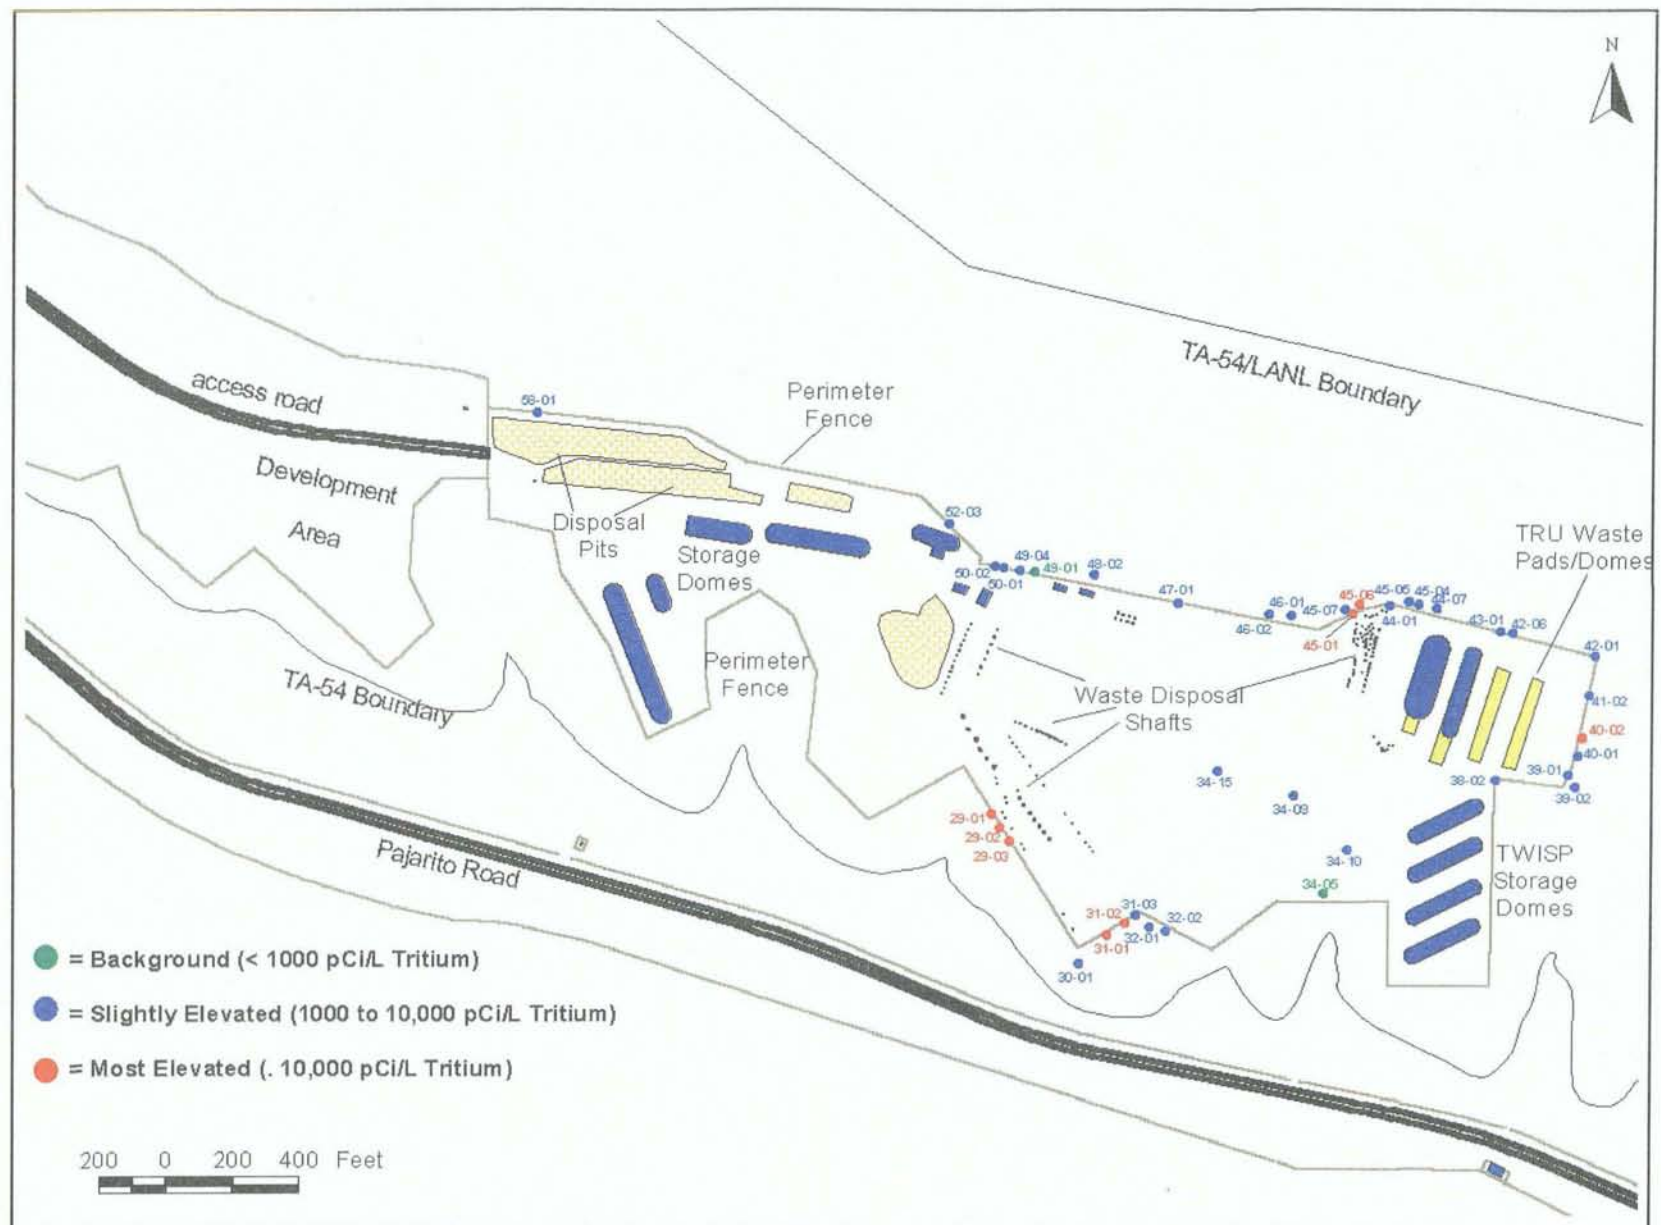 N
TA-54/LANL Boundary
access road
58-01
Perimeter
Fence
Development
Area
Disposal
Pits
Storage
Domes
52-03
50-02
49-04
50-01
49-01
48-02
47-01
46-01
46-02
45-07
45-06
45-01
45-05
45-04
44-07
44-01
43-01
42-06
42-01
TRU Waste
Pads/Domes
41-02
40-02
40-01
39-01
39-02
38-02
Perimeter
Fence
TA-54 Boundary
Waste Disposal
Shafts
34-15
34-09
34-10
34-05
29-01
29-02
29-03
31-03
31-02
32-02
32-01
31-01
30-01
TWISP
Storage
Domes
Pajarito Road
= Background (< 1000 pCi/L Tritium)
= Slightly Elevated (1000 to 10,000 pCi/L Tritium)
= Most Elevated (. 10,000 pCi/L Tritium)
200 0 200 400 Feet